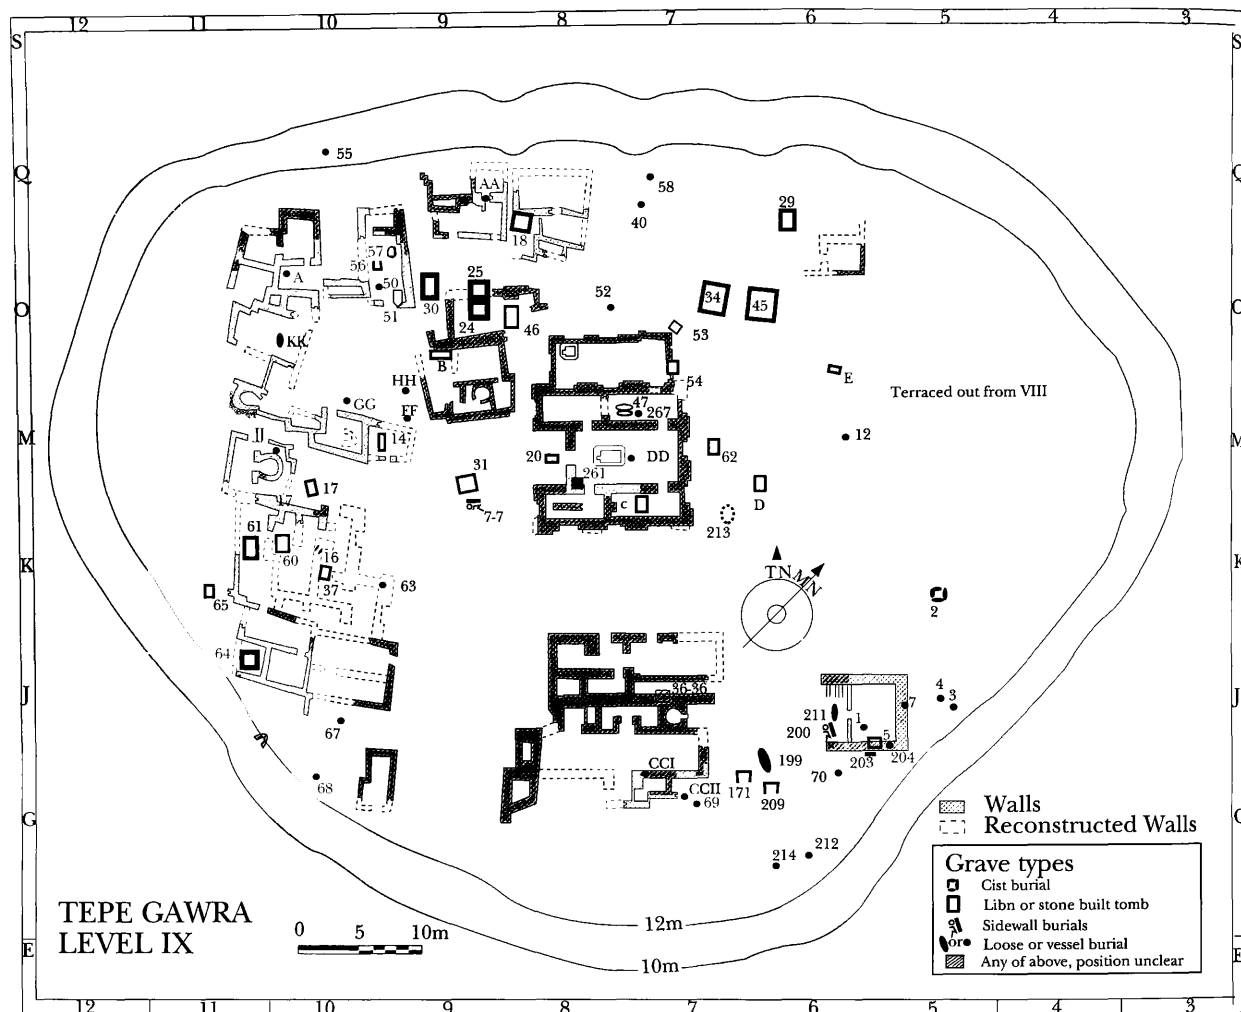 12 11 10 9 8 7 6 5 4 3
S S
55
Q Q
AA 58
40 29
18
57
56 25
A 50 52 34 45
O 30 O
51 24 46 53
KK B
54 E
HH Terraced out from VIII
GG FF 47
267
M 14 12 M
JJ 31 20 DD 62
261
17 D
17 7-7 c
213
61 60 16
K TN MN K
37 63
65 2
64 36-36
J 4 3 J
211 7
200 1
67 5
CCI 199 203 204
68 CCII 171 209 70
69
Walls
G G
Reconstructed Walls
214 212
Grave types
Cist burial
Libn or stone built tomb
Sidewall burials
or Loose or vessel burial
Any of above, position unclear
TEPE GAWRA
LEVEL IX
0 5 10m
12m
10m
E E
12 11 10 9 8 7 6 5 4 3